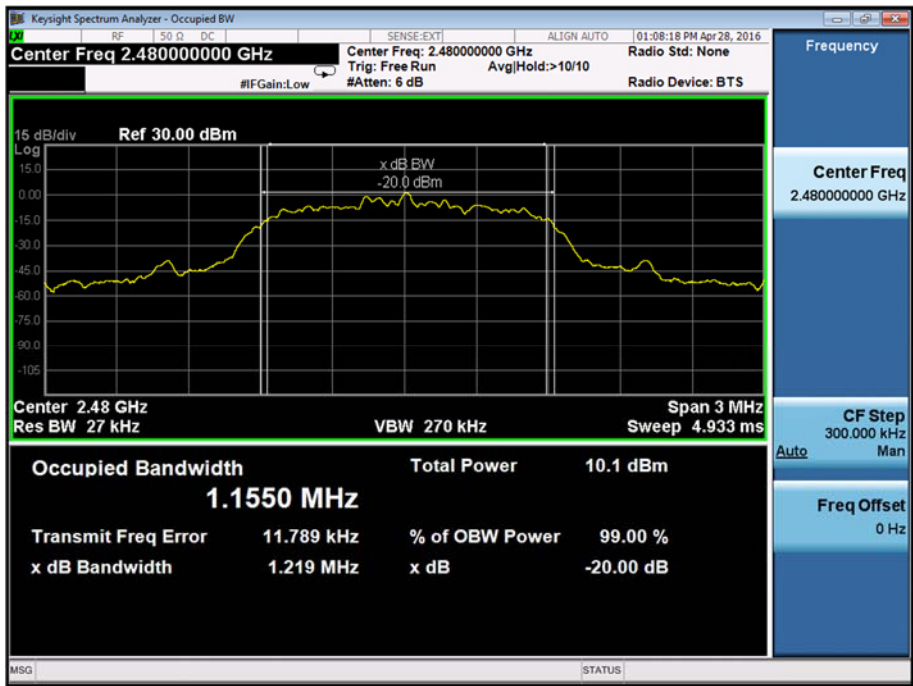 Keysight Spectrum Analyzer - Occupied BW
LXI RF 50 Ω DC SENSE:EXT ALIGN AUTO 01:08:18 PM Apr 28, 2016
Center Freq 2.480000000 GHz
Center Freq: 2.480000000 GHz
Radio Std: None
Trig: Free Run Avg|Hold:>10/10
#IFGain:Low #Atten: 6 dB Radio Device: BTS
15 dB/div Ref 30.00 dBm
Log
x dB BW
-20.0 dBm
15.0
0.00
-15.0
-30.0
-45.0
-60.0
-75.0
90.0
-105
Center 2.48 GHz Span 3 MHz
Res BW 27 kHz VBW 270 kHz Sweep 4.933 ms
Occupied Bandwidth Total Power 10.1 dBm
1.1550 MHz
Transmit Freq Error 11.789 kHz % of OBW Power 99.00 %
x dB Bandwidth 1.219 MHz x dB -20.00 dB
MSG STATUS
Frequency
Center Freq
2.480000000 GHz
CF Step
300.000 kHz
Auto Man
Freq Offset
0 Hz